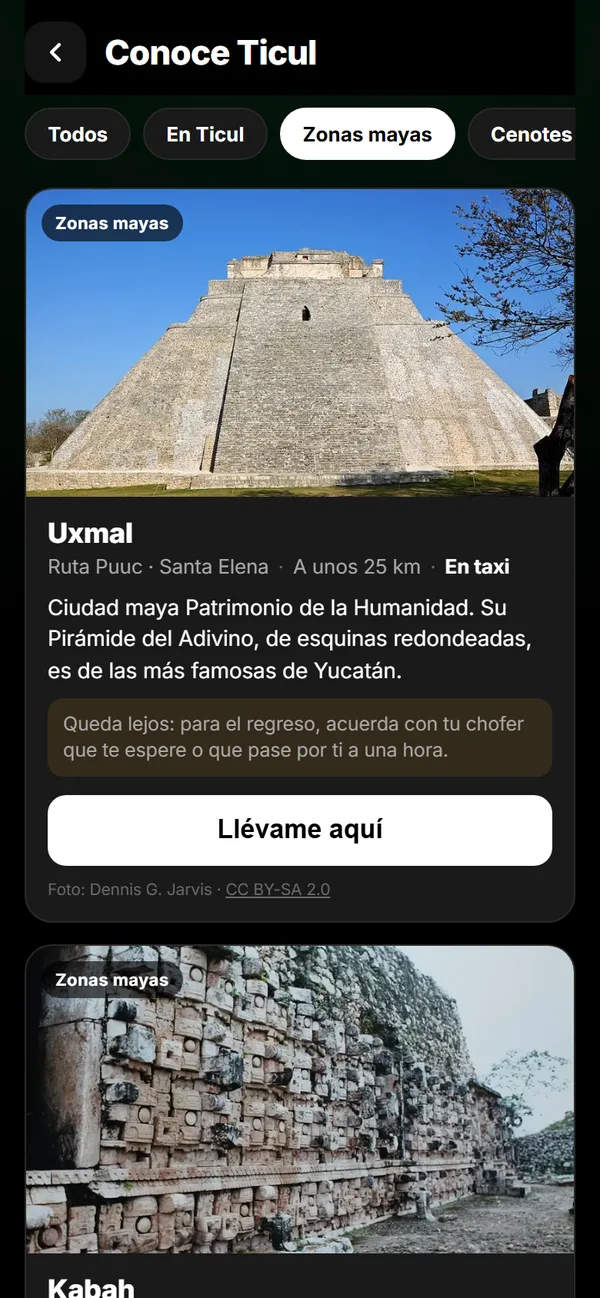 Conoce Ticul
Todos
En Ticul
Zonas mayas
Cenotes
Zonas mayas
Uxmal
Ruta Puuc · Santa Elena · A unos 25 km · En taxi
Ciudad maya Patrimonio de la Humanidad. Su
Pirámide del Adivino, de esquinas redondeadas,
es de las más famosas de Yucatán.
Queda lejos: para el regreso, acuerda con tu chofer
que te espere o que pase por ti a una hora.
Llévame aquí
Foto: Dennis G. Jarvis · CC BY-SA 2.0
Zonas mayas
Kabah